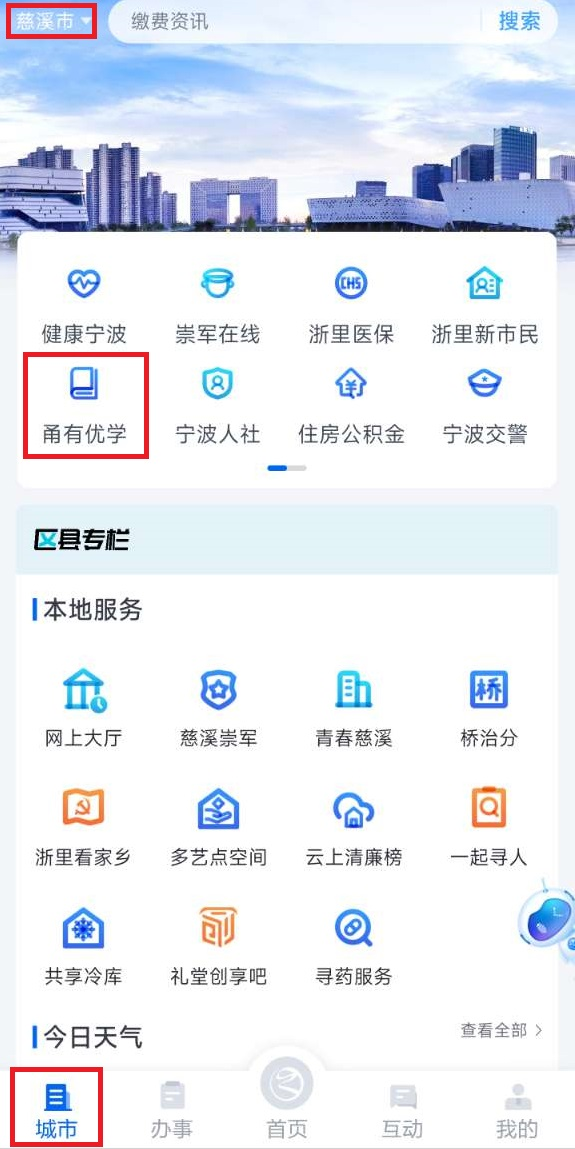 慈溪市
缴费资讯
搜索
健康宁波
崇军在线
CHS
浙里医保
浙里新市民
甬有优学
宁波人社
住房公积金
宁波交警
区县专栏
本地服务
网上大厅
慈溪崇军
青春慈溪
桥
桥治分
浙里看家乡
多艺点空间
云上清廉榜
一起寻人
共享冷库
礼堂创享吧
寻药服务
今日天气
查看全部
城市
办事
首页
互动
我的